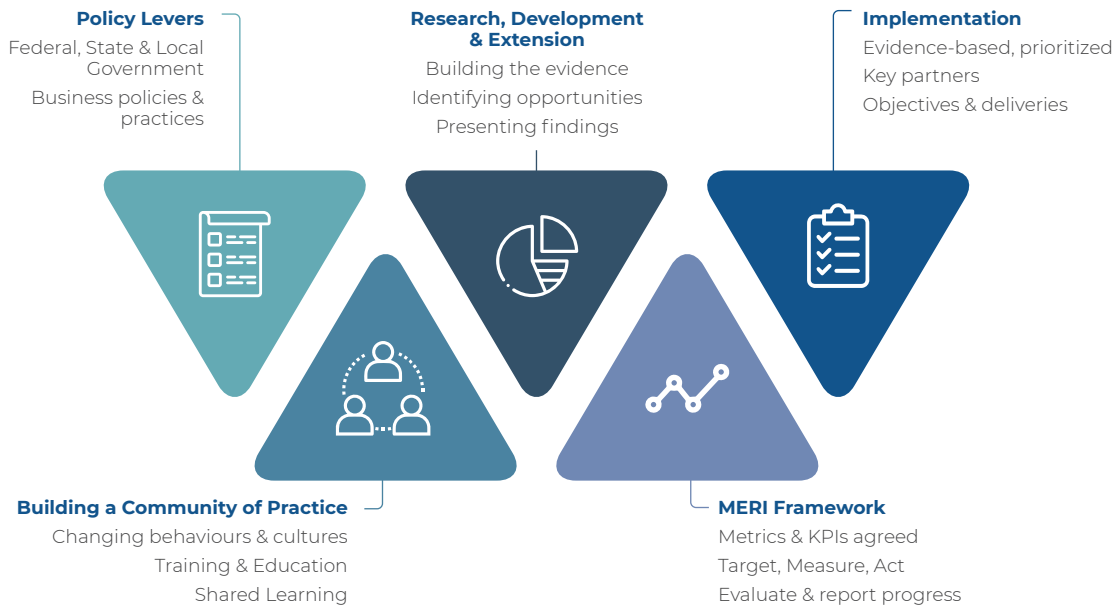 Policy Levers
Federal, State & Local
Government
Business policies &
practices
Research, Development
& Extension
Building the evidence
Identifying opportunities
Presenting findings
Implementation
Evidence-based, prioritized
Key partners
Objectives & deliveries
Building a Community of Practice
Changing behaviours & cultures
Training & Education
Shared Learning
MERI Framework
Metrics & KPIs agreed
Target, Measure, Act
Evaluate & report progress